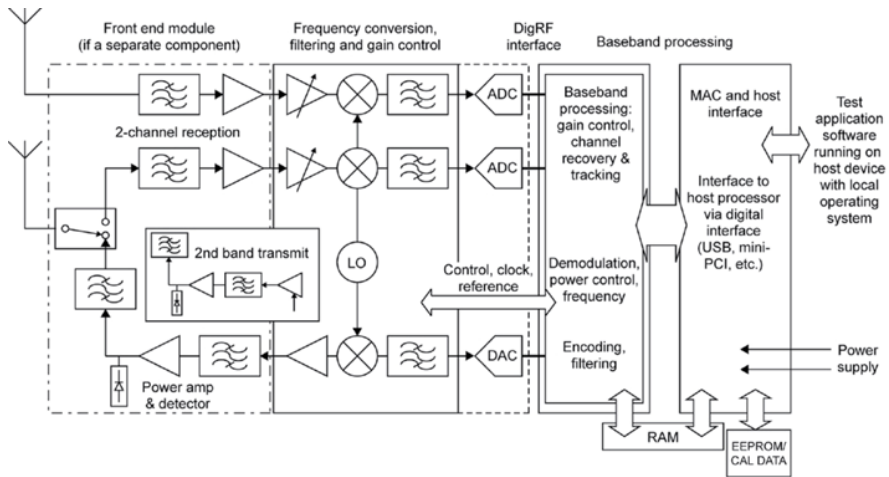 Front end module
(if a separate component)
Frequency conversion,
filtering and gain control
DigRF
interface
Baseband processing
ADC
2-channel reception
ADC
Baseband
processing:
gain control,
channel
recovery &
tracking
MAC and host
interface
Test
application
software
running on
host device
with local
operating
system
Interface to
host processor
via digital
interface
(USB, mini-
PCI, etc.)
2nd band transmit
LO
Control, clock,
reference
Demodulation,
power control,
frequency
DAC
Encoding,
filtering
Power amp
& detector
Power
supply
RAM
EEPROM/
CAL DATA